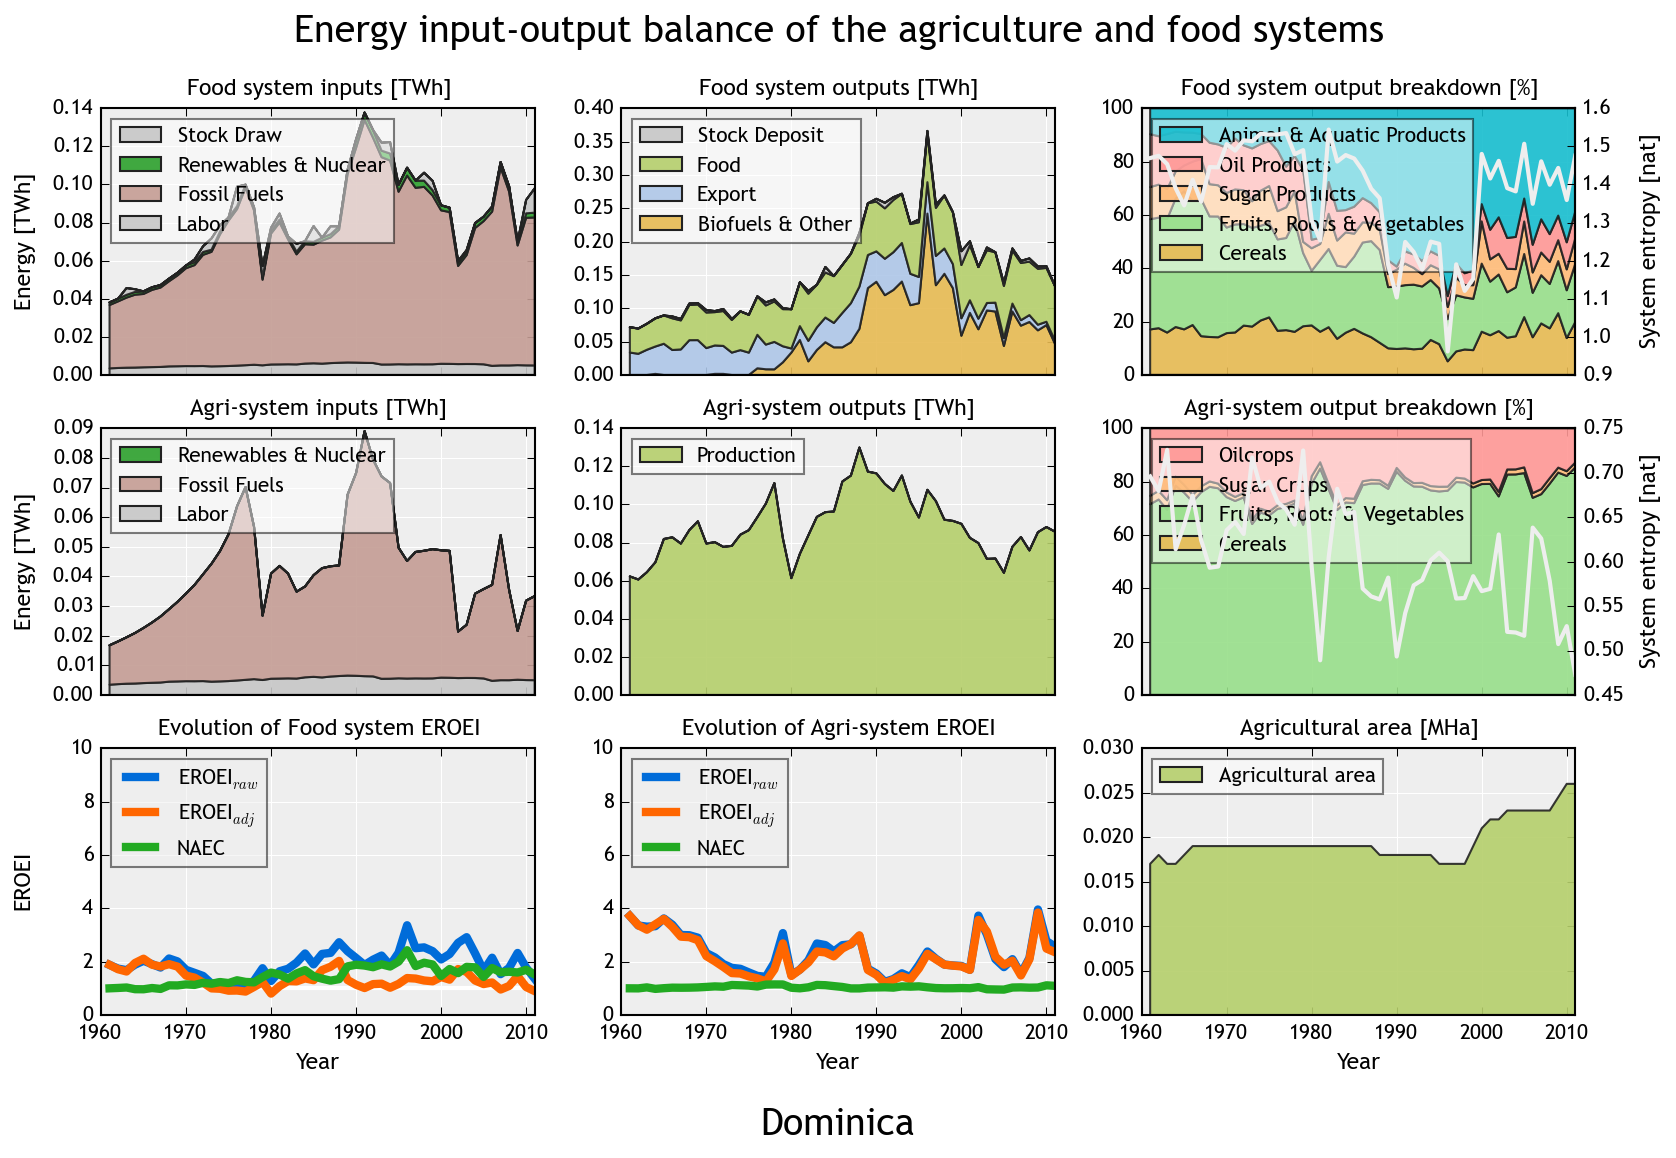 Energy input-output balance of the agriculture and food systems
Food system inputs [TWh]
Food system outputs [TWh]
Food system output breakdown [%]
Energy [TWh]
0.14
0.12
0.10
0.08
0.06
0.04
0.02
0.00
Stock Draw
Renewables & Nuclear
Fossil Fuels
Labor
0.40
0.35
0.30
0.25
0.20
0.15
0.10
0.05
0.00
Stock Deposit
Food
Export
Biofuels & Other
100
80
60
40
20
0
Animal & Aquatic Products
Oil Products
Sugar Products
Fruits, Roots & Vegetables
Cereals
1.6
1.5
1.4
1.3
1.2
1.1
1.0
0.9
System entropy [nat]
Agri-system inputs [TWh]
Agri-system outputs [TWh]
Agri-system output breakdown [%]
Energy [TWh]
0.09
0.08
0.07
0.06
0.05
0.04
0.03
0.02
0.01
0.00
Renewables & Nuclear
Fossil Fuels
Labor
0.14
0.12
0.10
0.08
0.06
0.04
0.02
0.00
Production
100
80
60
40
20
0
Oilcrops
Sugar Crops
Fruits, Roots & Vegetables
Cereals
0.75
0.70
0.65
0.60
0.55
0.50
0.45
System entropy [nat]
Evolution of Food system EROEI
Evolution of Agri-system EROEI
Agricultural area [MHa]
EROEI
10
8
6
4
2
0
EROEI raw
EROEI adj
NAEC
1960 1970 1980 1990 2000 2010
Year
10
8
6
4
2
0
EROEI raw
EROEI adj
NAEC
1960 1970 1980 1990 2000 2010
Year
0.030
0.025
0.020
0.015
0.010
0.005
0.000
Agricultural area
1960 1970 1980 1990 2000 2010
Year
Dominica